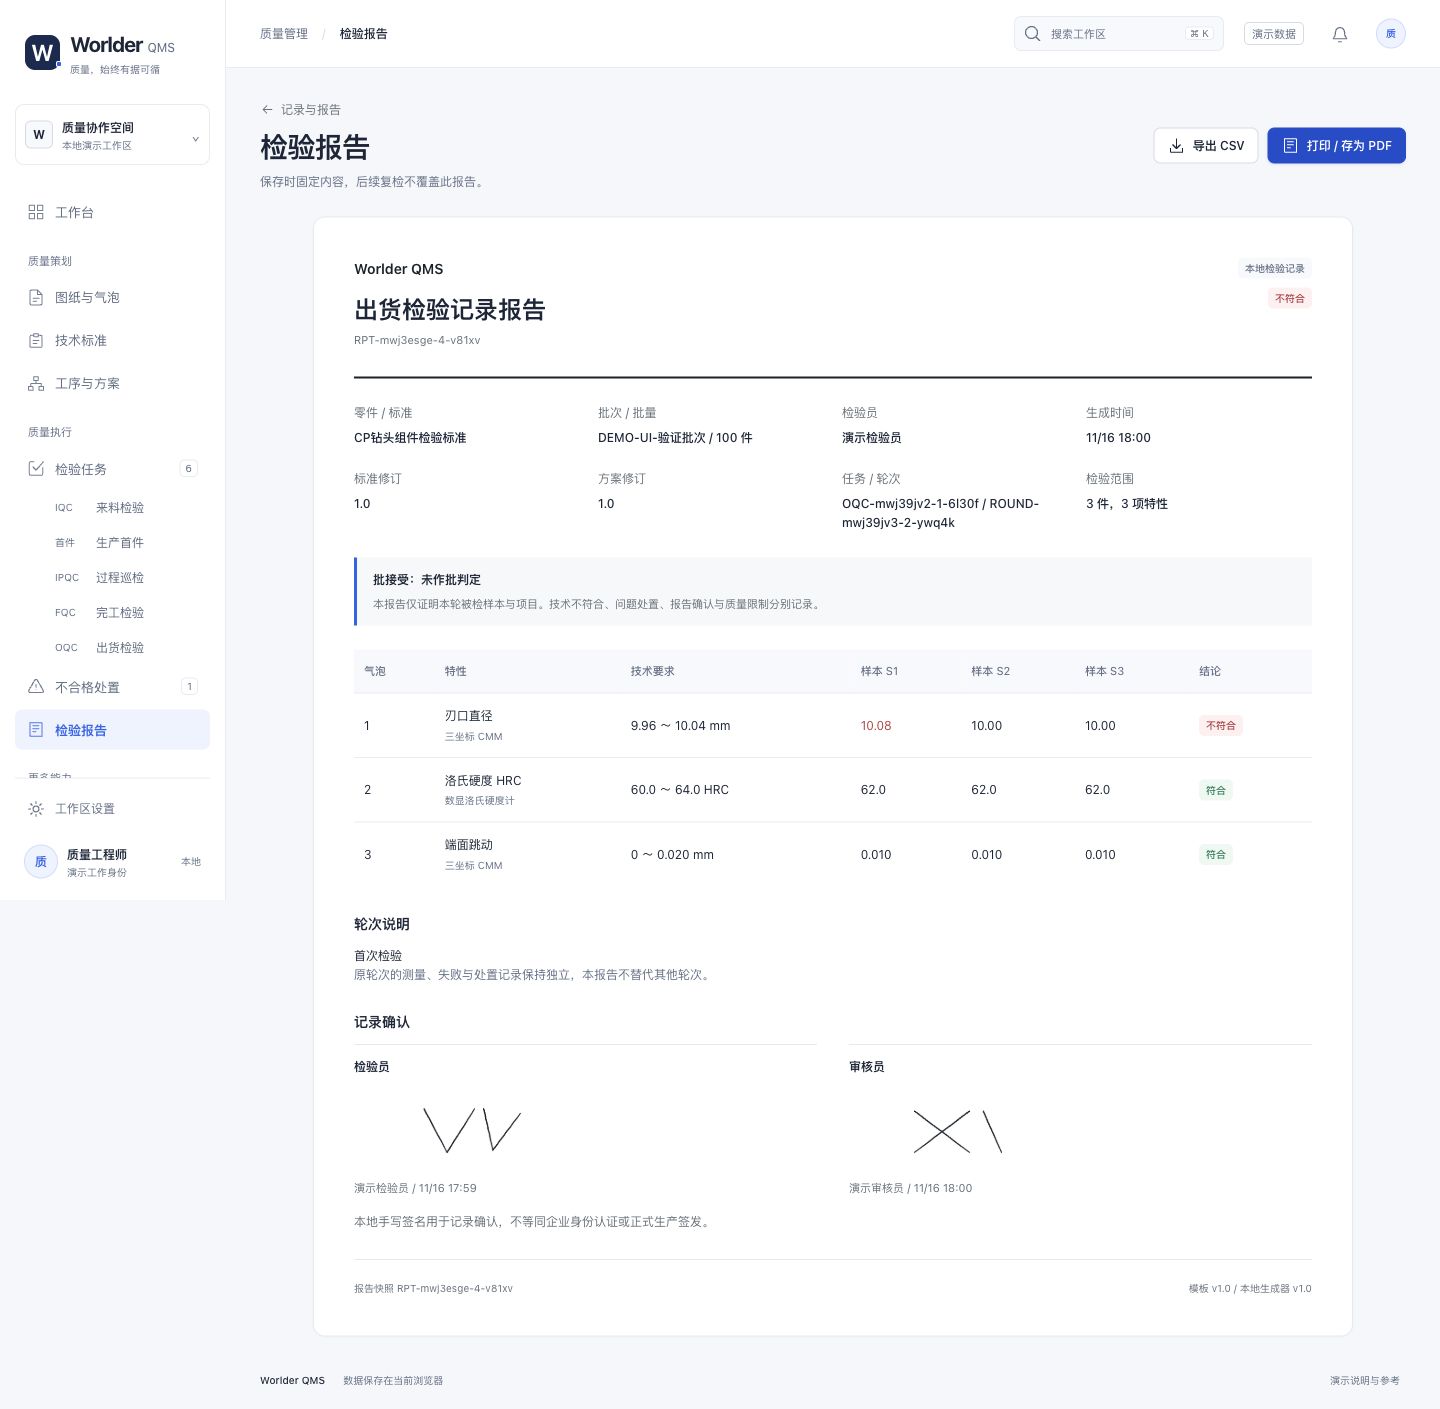 W Worlder QMS
质量，始终有据可循
W 质量协作空间
本地演示工作区
工作台
质量策划
图纸与气泡
技术标准
工序与方案
质量执行
检验任务 6
IQC 来料检验
首件 生产首件
IPQC 过程巡检
FQC 完工检验
OQC 出货检验
不合格处置 1
检验报告
更多能力
工作区设置
质 质量工程师 本地
演示工作身份
质量管理 / 检验报告
搜索工作区 ⌘ K 演示数据 质
← 记录与报告
检验报告
保存时固定内容，后续复检不覆盖此报告。
导出 CSV 打印 / 存为 PDF
Worlder QMS 本地检验记录
出货检验记录报告 不符合
RPT-mwj3esge-4-v81xv
零件 / 标准 批次 / 批量 检验员 生成时间
CP钻头组件检验标准 DEMO-UI-验证批次 / 100 件 演示检验员 11/16 18:00
标准修订 方案修订 任务 / 轮次 检验范围
1.0 1.0 OQC-mwj39jv2-1-6l30f / ROUND- 3 件，3 项特性
mwj39jv3-2-ywq4k
批接受：未作批判定
本报告仅证明本轮被检样本与项目。技术不符合、问题处置、报告确认与质量限制分别记录。
气泡 特性 技术要求 样本 S1 样本 S2 样本 S3 结论
1 刃口直径 9.96 ～ 10.04 mm 10.08 10.00 10.00 不符合
三坐标 CMM
2 洛氏硬度 HRC 60.0 ～ 64.0 HRC 62.0 62.0 62.0 符合
数显洛氏硬度计
3 端面跳动 0 ～ 0.020 mm 0.010 0.010 0.010 符合
三坐标 CMM
轮次说明
首次检验
原轮次的测量、失败与处置记录保持独立，本报告不替代其他轮次。
记录确认
检验员 审核员
演示检验员 / 11/16 17:59 演示审核员 / 11/16 18:00
本地手写签名用于记录确认，不等同企业身份认证或正式生产签发。
报告快照 RPT-mwj3esge-4-v81xv 模板 v1.0 / 本地生成器 v1.0
Worlder QMS 数据保存在当前浏览器 演示说明与参考